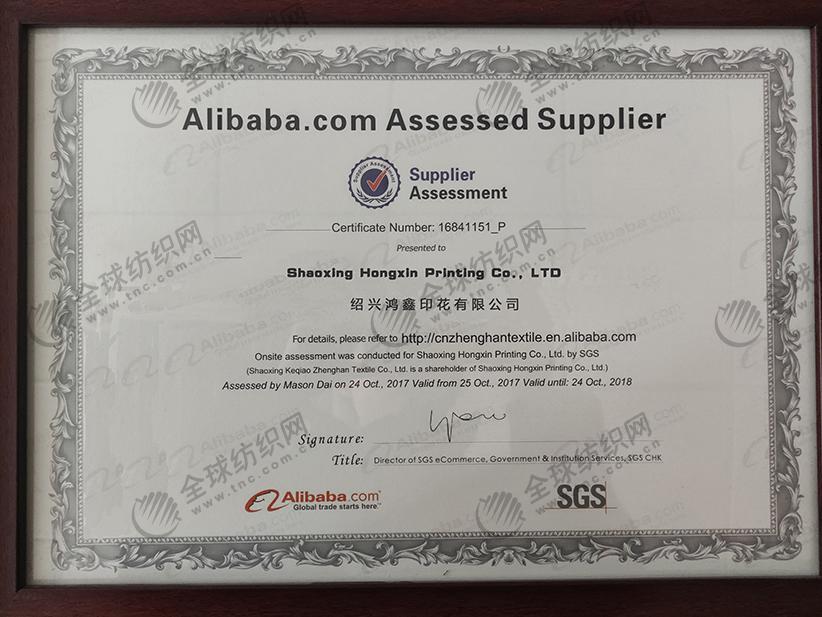 Alibaba.com Assessed Supplier
Supplier Assessment
Supplier
Assessment
Certificate Number: 16841151_P
Presented to
Shaoxing Hongxin Printing Co., LTD
绍兴鸿鑫印花有限公司
For details, please refer to http://cnzhenghantextile.en.alibaba.com
Onsite assessment was conducted for Shaoxing Hongxin Printing Co., Ltd. by SGS
(Shaoxing Keqiao Zhenghan Textile Co., Ltd. is a shareholder of Shaoxing Hongxin Printing Co., Ltd.)
Assessed by Mason Dai on 24 Oct., 2017 Valid from 25 Oct., 2017 Valid until: 24 Oct., 2018
Signature:
Title: Director of SGS eCommerce, Government & Institution Services, SGS CHK
Alibaba.com
Global trade starts here.™
SGS
全球纺织网
www.tnc.com.cn